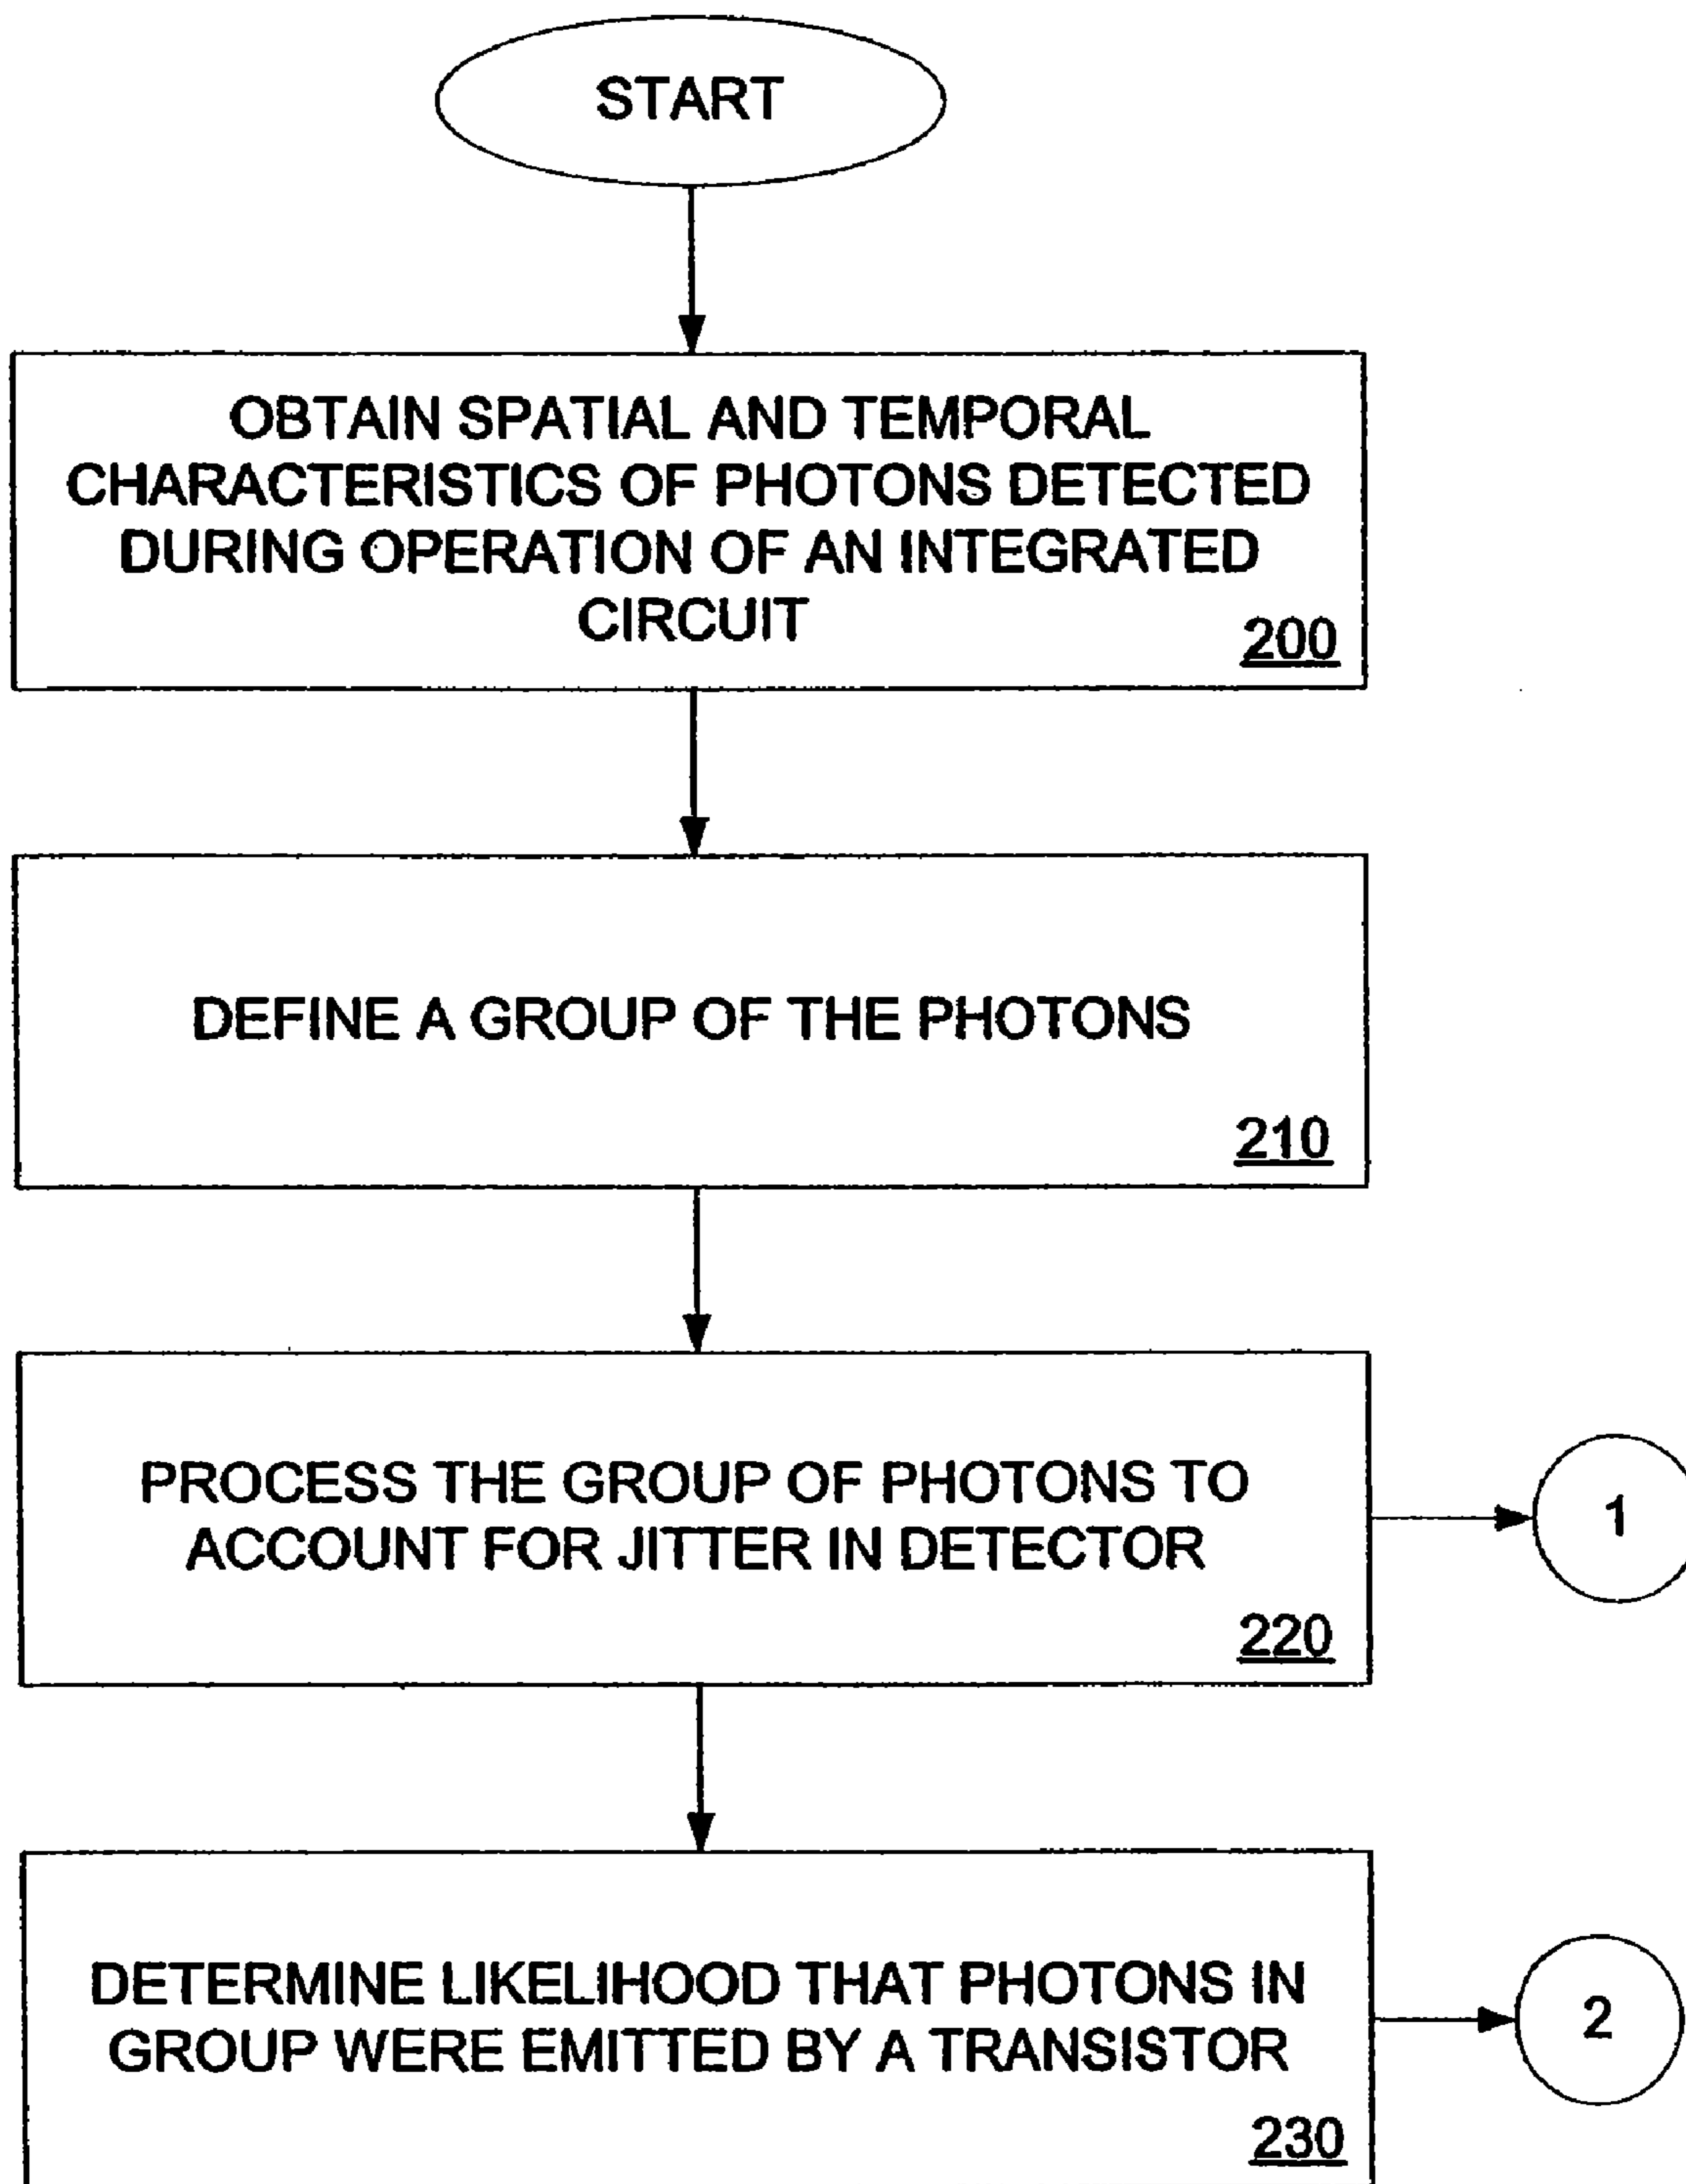 START
OBTAIN SPATIAL AND TEMPORAL
CHARACTERISTICS OF PHOTONS DETECTED
DURING OPERATION OF AN INTEGRATED
CIRCUIT
200
DEFINE A GROUP OF THE PHOTONS
210
PROCESS THE GROUP OF PHOTONS TO
ACCOUNT FOR JITTER IN DETECTOR
220
1
DETERMINE LIKELIHOOD THAT PHOTONS IN
GROUP WERE EMITTED BY A TRANSISTOR
230
2